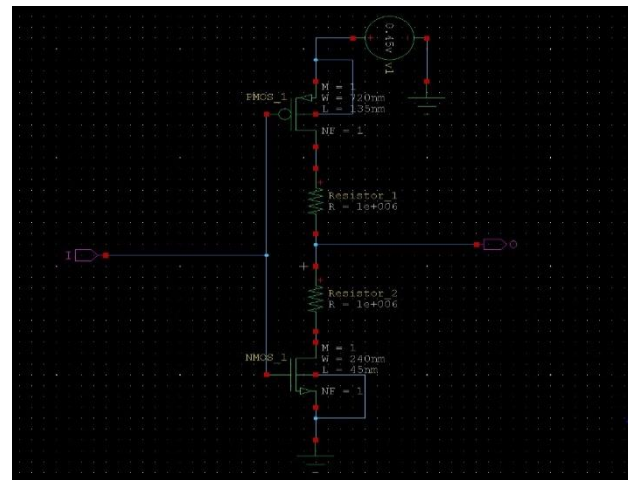 0.45v v1
PMOS_1
M = 1
W = 720nm
L = 135nm
NF = 1
Resistor_1
R = 1e+006
I
O
Resistor_2
R = 1e+006
NMOS_1
M = 1
W = 240nm
L = 45nm
NF = 1